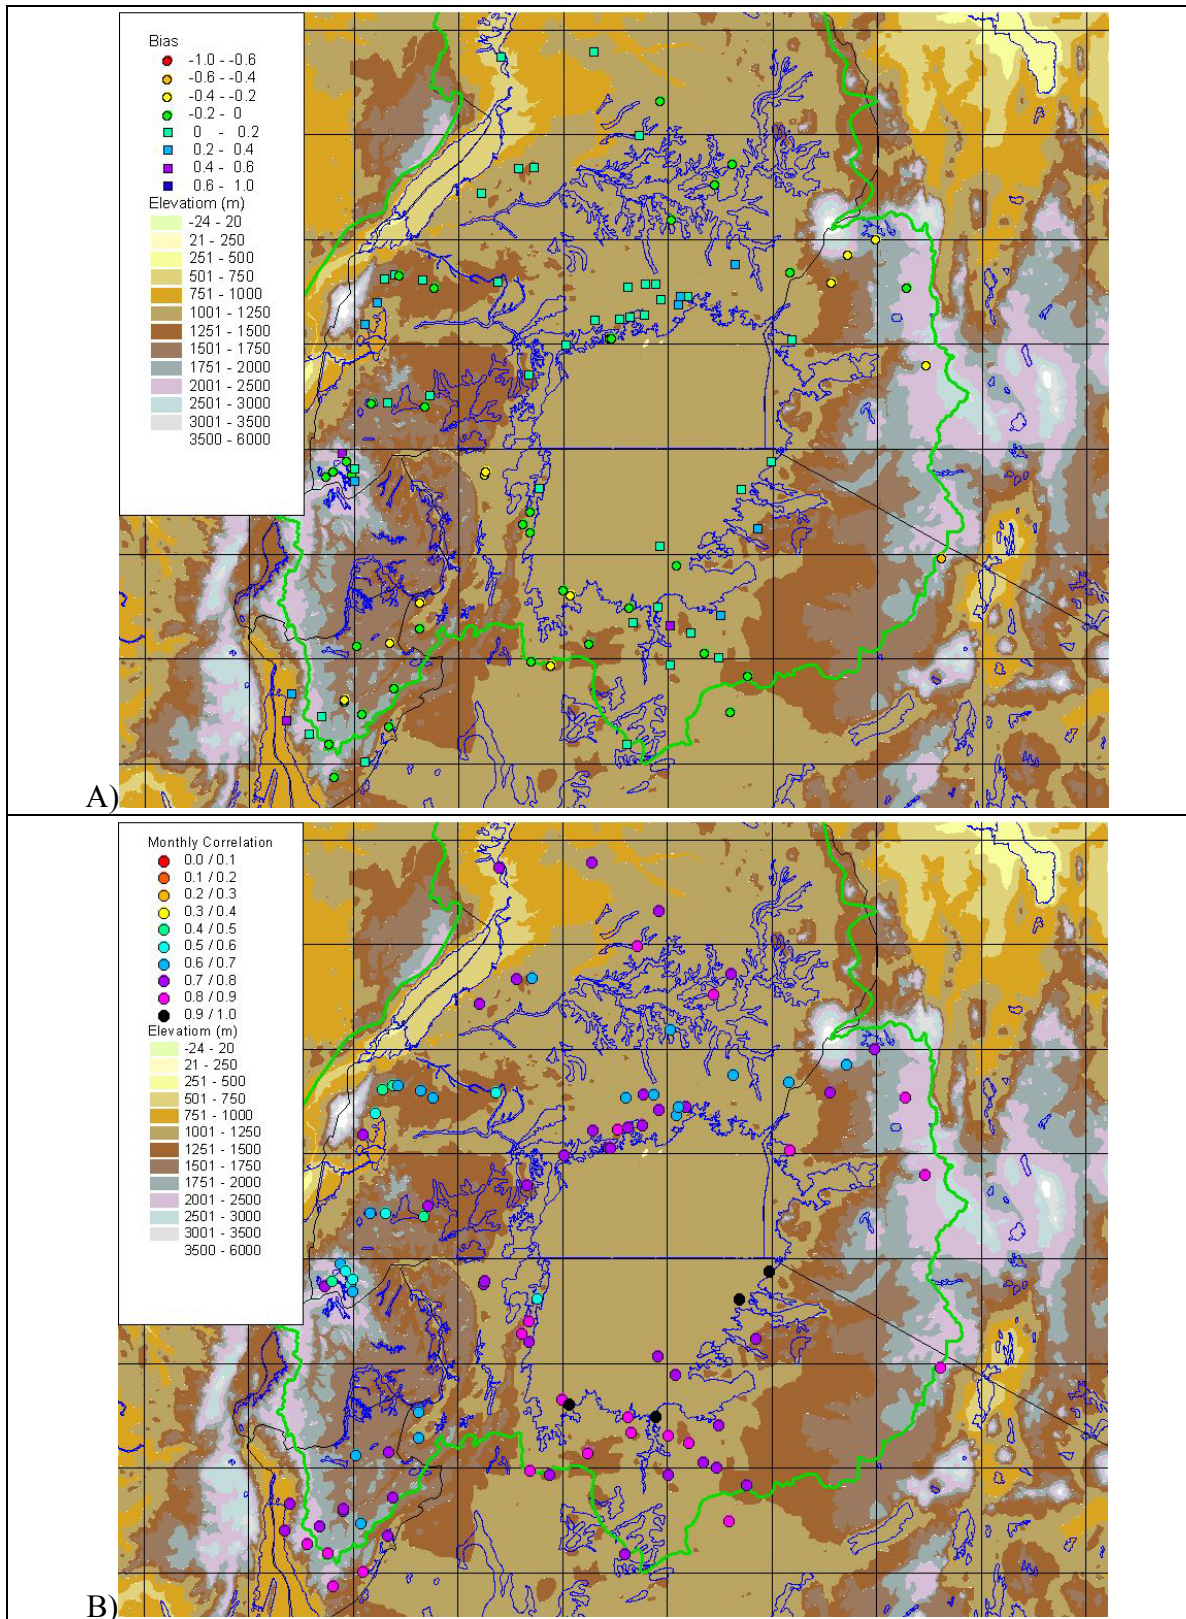 Bias
-1.0 - -0.6
-0.6 - -0.4
-0.4 - -0.2
-0.2 - 0
0 - 0.2
0.2 - 0.4
0.4 - 0.6
0.6 - 1.0
Elevatiom (m)
-24 - 20
21 - 250
251 - 500
501 - 750
751 - 1000
1001 - 1250
1251 - 1500
1501 - 1750
1751 - 2000
2001 - 2500
2501 - 3000
3001 - 3500
3500 - 6000
A)
Monthly Correlation
0.0 / 0.1
0.1 / 0.2
0.2 / 0.3
0.3 / 0.4
0.4 / 0.5
0.5 / 0.6
0.6 / 0.7
0.7 / 0.8
0.8 / 0.9
0.9 / 1.0
Elevatiom (m)
-24 - 20
21 - 250
251 - 500
501 - 750
751 - 1000
1001 - 1250
1251 - 1500
1501 - 1750
1751 - 2000
2001 - 2500
2501 - 3000
3001 - 3500
3500 - 6000
B)